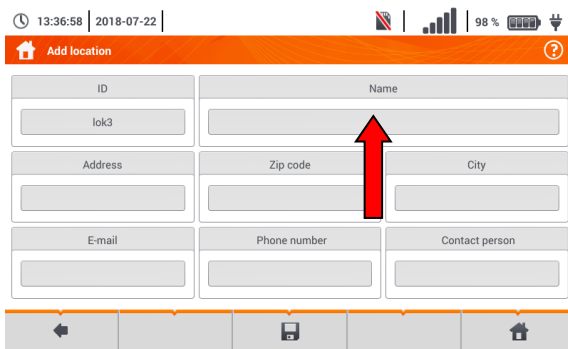 13:36:58 2018-07-22 98 %
Add location ?
ID Name
lok3
Address Zip code City
E-mail Phone number Contact person